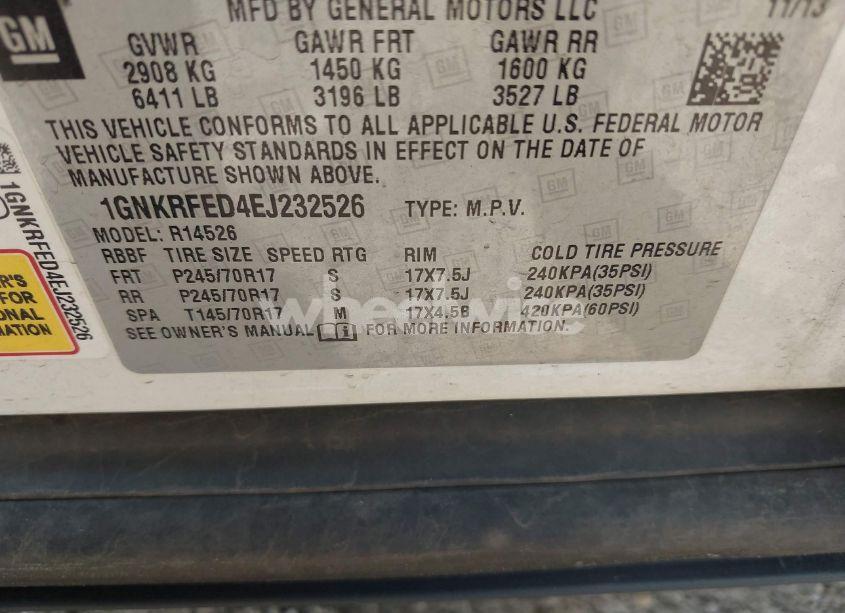 GM
MFD BY GENERAL MOTORS LLC 11/13
GVWR GAWR FRT GAWR RR
2908 KG 1450 KG 1600 KG
6411 LB 3196 LB 3527 LB
THIS VEHICLE CONFORMS TO ALL APPLICABLE U.S. FEDERAL MOTOR
VEHICLE SAFETY STANDARDS IN EFFECT ON THE DATE OF
MANUFACTURE SHOWN ABOVE.
1GNKRFED4EJ232526 TYPE: M.P.V.
MODEL: R14526
RBBF TIRE SIZE SPEED RTG RIM COLD TIRE PRESSURE
FRT P245/70R17 S 17X7.5J 240KPA(35PSI)
RR P245/70R17 S 17X7.5J 240KPA(35PSI)
SPA T145/70R17 M 17X4.5B 420KPA(60PSI)
SEE OWNER'S MANUAL FOR MORE INFORMATION.
1GNKRFED4EJ232526
R'S
FOR
ONAL
MATION